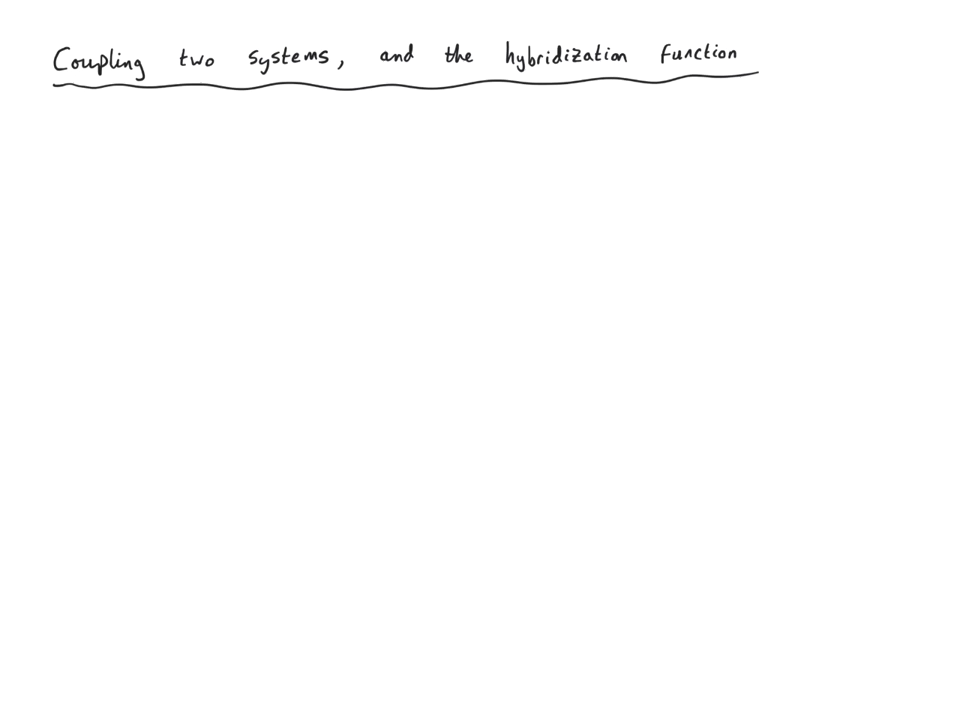 Coupling two systems, and the hybridization function